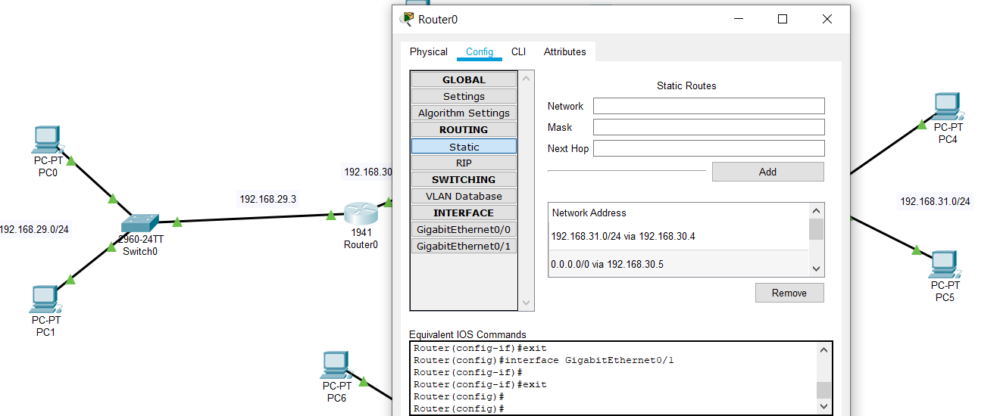 Router0
Physical
Config
CLI
Attributes
GLOBAL
Settings
Algorithm Settings
ROUTING
Static
RIP
SWITCHING
VLAN Database
INTERFACE
GigabitEthernet0/0
GigabitEthernet0/1
Static Routes
Network
Mask
Next Hop
Add
Network Address
192.168.31.0/24 via 192.168.30.4
0.0.0.0/0 via 192.168.30.5
Remove
Equivalent IOS Commands
Router(config-if)#exit
Router(config)#interface GigabitEthernet0/1
Router(config-if)#
Router(config-if)#exit
Router(config)#
Router(config)#
PC-PT
PC0
192.168.29.3
192.168.30
192.168.29.0/24
2960-24TT
Switch0
1941
Router0
PC-PT
PC1
PC-PT
PC6
PC-PT
PC4
192.168.31.0/24
PC-PT
PC5